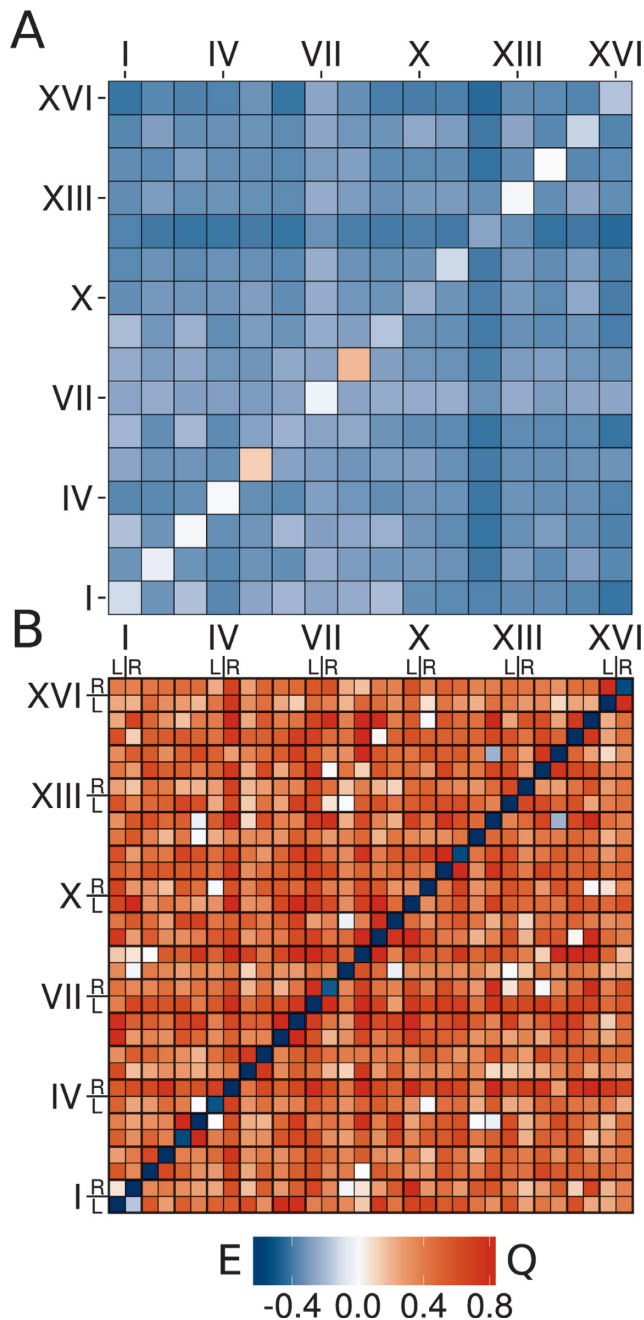 A
I IV VII X XIII XVI
XVI
XIII
X
VII
IV
I
B
I IV VII X XIII XVI
L|R L|R L|R L|R L|R L|R
XVI R L
XIII R L
X R L
VII R L
IV R L
I R L
E Q
-0.4 0.0 0.4 0.8